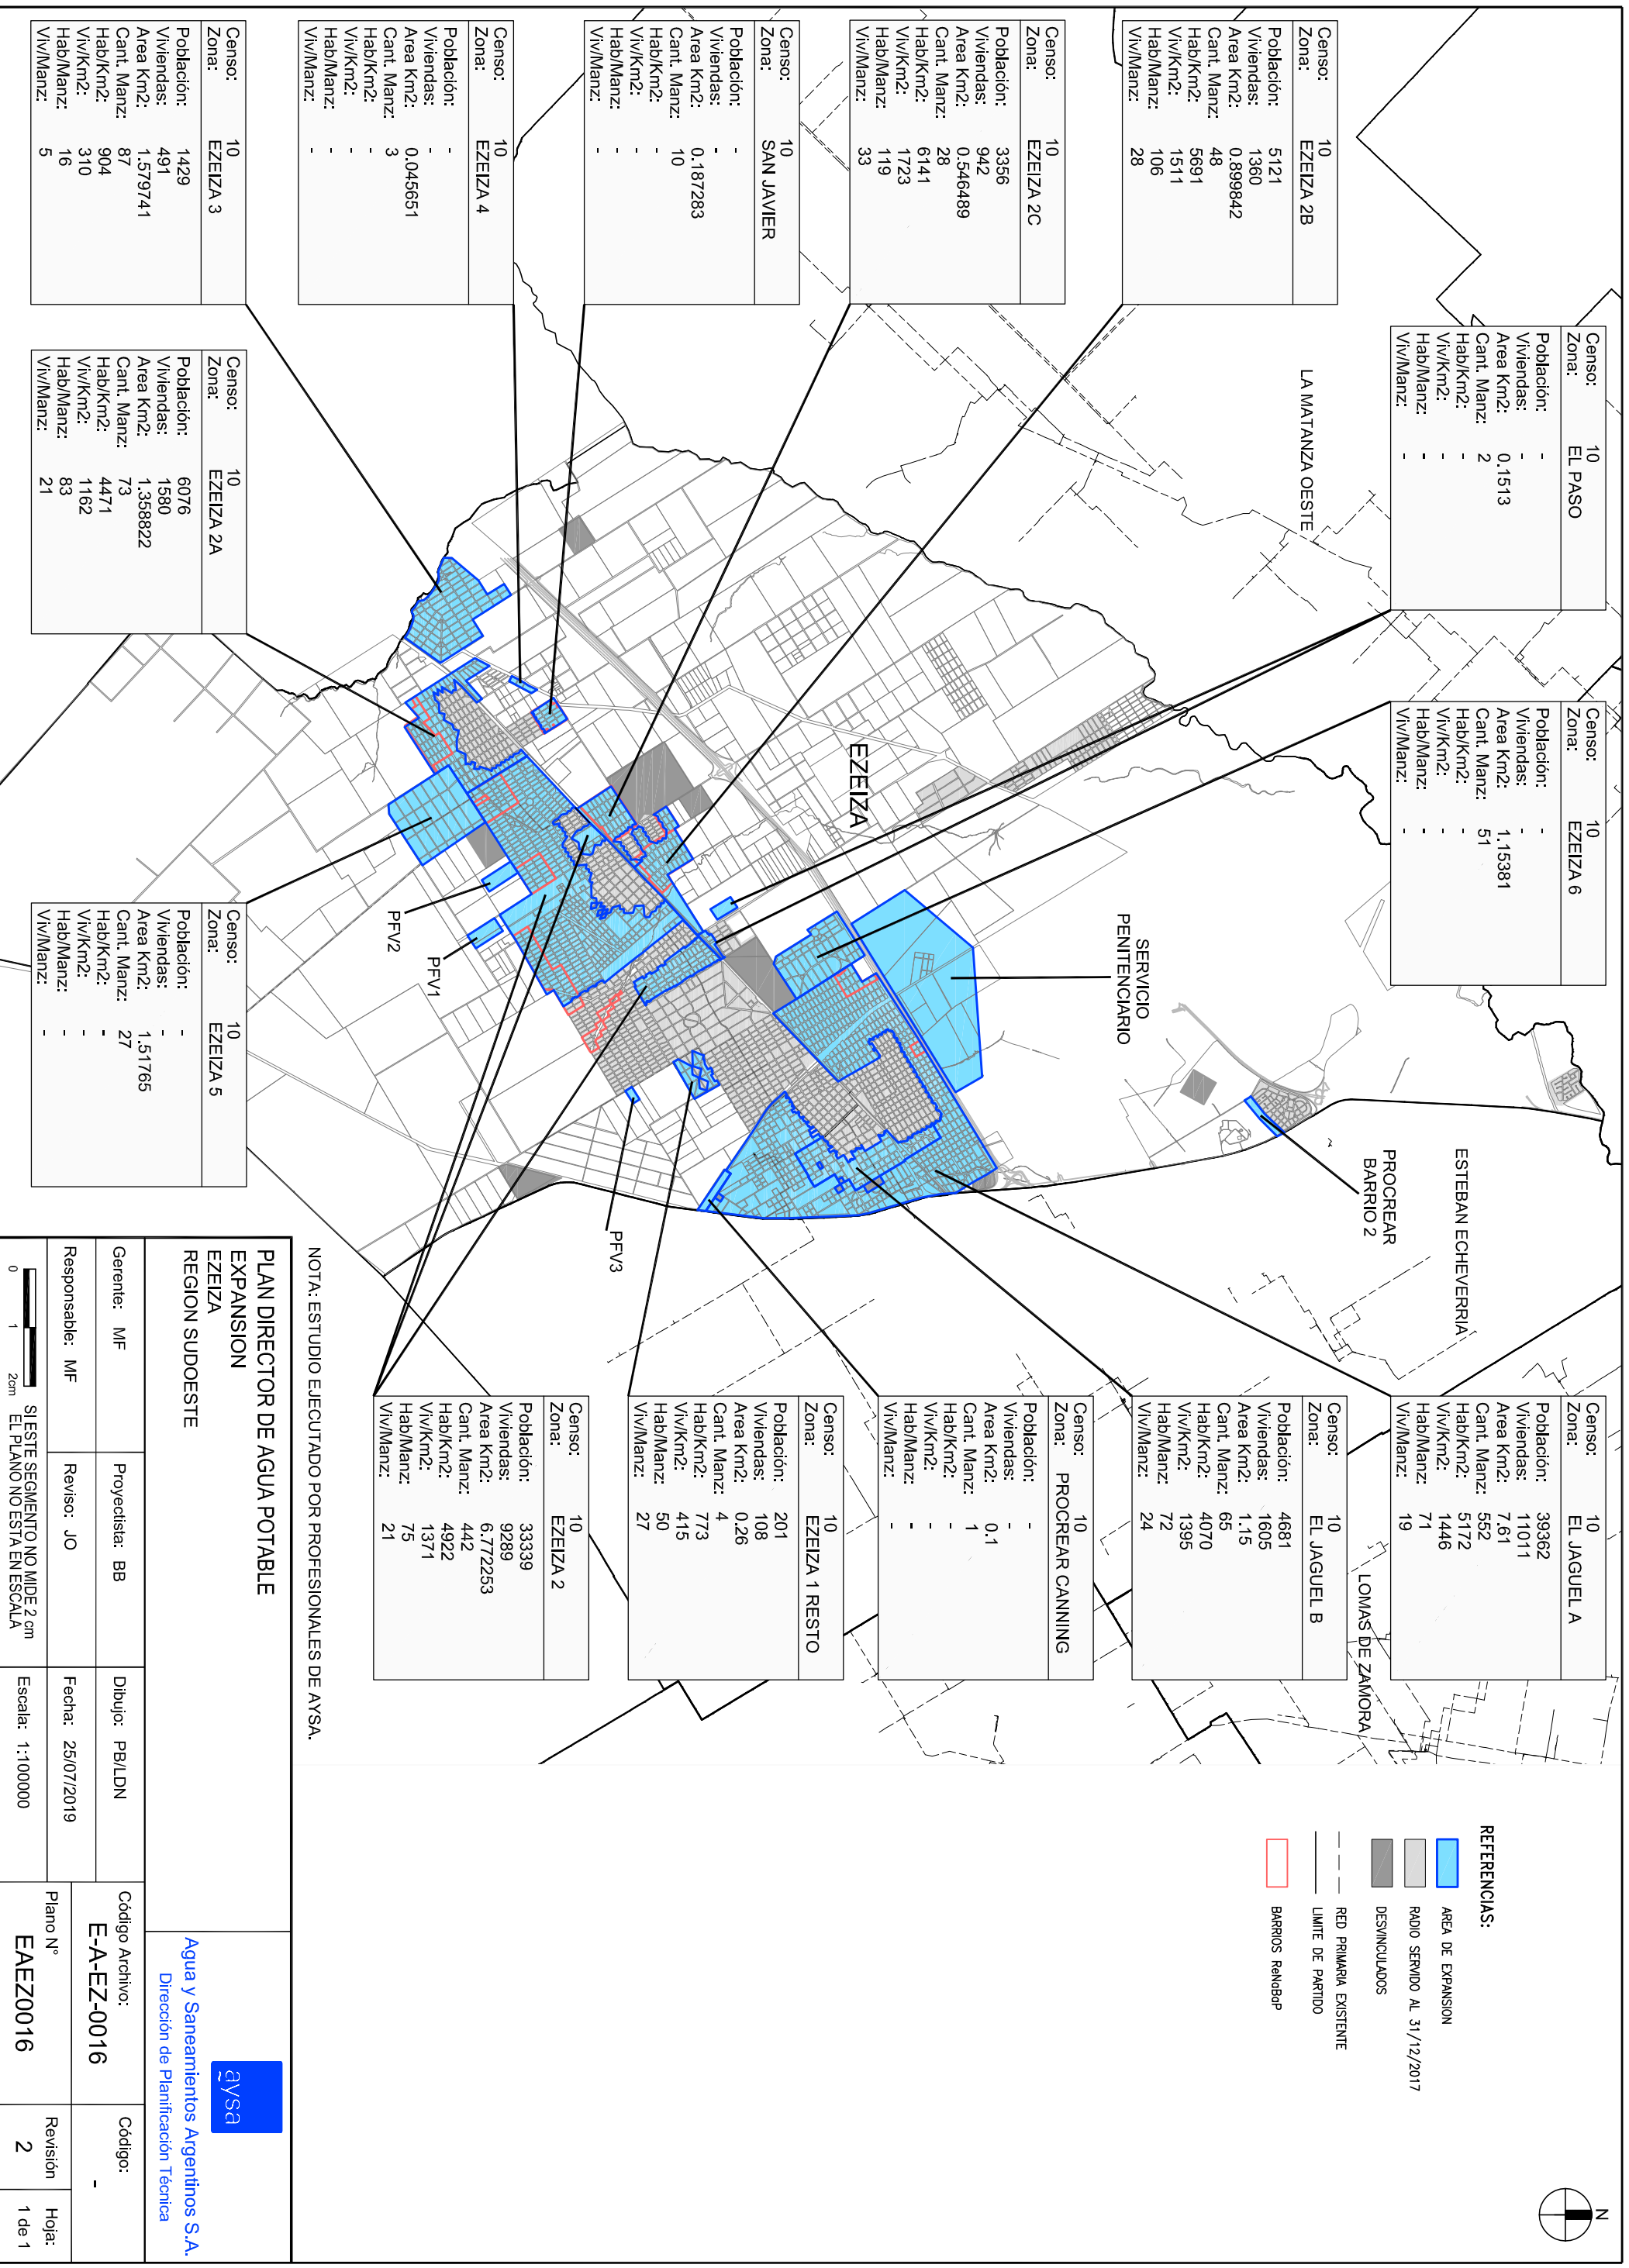 Censo: 10
Zona: EL PASO
Población: -
Viviendas: -
Area Km2: 0.1513
Cant. Manz: 2
Hab/Km2: -
Viv/Km2: -
Hab/Manz: -
Viv/Manz: -
Censo: 10
Zona: EZEIZA 6
Población: -
Viviendas: -
Area Km2: 1.15381
Cant. Manz: 51
Hab/Km2: -
Viv/Km2: -
Hab/Manz: -
Viv/Manz: -
Censo: 10
Zona: EL JAGUEL A
Población: 39362
Viviendas: 11011
Area Km2: 7.61
Cant. Manz: 552
Hab/Km2: 5172
Viv/Km2: 1446
Hab/Manz: 71
Viv/Manz: 19
Censo: 10
Zona: EZEIZA 2B
Población: 5121
Viviendas: 1360
Area Km2: 0.899842
Cant. Manz: 48
Hab/Km2: 5691
Viv/Km2: 1511
Hab/Manz: 106
Viv/Manz: 28
Censo: 10
Zona: EL JAGUEL B
Población: 4681
Viviendas: 1605
Area Km2: 1.15
Cant. Manz: 65
Hab/Km2: 4070
Viv/Km2: 1395
Hab/Manz: 72
Viv/Manz: 24
Censo: 10
Zona: EZEIZA 2C
Población: 3356
Viviendas: 942
Area Km2: 0.546489
Cant. Manz: 28
Hab/Km2: 6141
Viv/Km2: 1723
Hab/Manz: 119
Viv/Manz: 33
Censo: 10
Zona: PROCREAR CANNING
Población: -
Viviendas: -
Area Km2: 0.1
Cant. Manz: 1
Hab/Km2: -
Viv/Km2: -
Hab/Manz: -
Viv/Manz: -
Censo: 10
Zona: SAN JAVIER
Población: -
Viviendas: -
Area Km2: 0.187283
Cant. Manz: 10
Hab/Km2: -
Viv/Km2: -
Hab/Manz: -
Viv/Manz: -
Censo: 10
Zona: EZEIZA 1 RESTO
Población: 201
Viviendas: 108
Area Km2: 0.26
Cant. Manz: 4
Hab/Km2: 773
Viv/Km2: 415
Hab/Manz: 50
Viv/Manz: 27
Censo: 10
Zona: EZEIZA 4
Población: -
Viviendas: -
Area Km2: 0.045651
Cant. Manz: 3
Hab/Km2: -
Viv/Km2: -
Hab/Manz: -
Viv/Manz: -
Censo: 10
Zona: EZEIZA 2
Población: 33339
Viviendas: 9289
Area Km2: 6.772253
Cant. Manz: 442
Hab/Km2: 4922
Viv/Km2: 1371
Hab/Manz: 75
Viv/Manz: 21
Censo: 10
Zona: EZEIZA 3
Población: 1429
Viviendas: 491
Area Km2: 1.579741
Cant. Manz: 87
Hab/Km2: 904
Viv/Km2: 310
Hab/Manz: 16
Viv/Manz: 5
Censo: 10
Zona: EZEIZA 2A
Población: 6076
Viviendas: 1580
Area Km2: 1.358822
Cant. Manz: 73
Hab/Km2: 4471
Viv/Km2: 1162
Hab/Manz: 83
Viv/Manz: 21
Censo: 10
Zona: EZEIZA 5
Población: -
Viviendas: -
Area Km2: 1.51765
Cant. Manz: 27
Hab/Km2: -
Viv/Km2: -
Hab/Manz: -
Viv/Manz: -
LA MATANZA OESTE
ESTEBAN ECHEVERRIA
LOMAS DE ZAMORA
EZEIZA
SERVICIO
PENITENCIARIO
PROCREAR
BARRIO 2
PFV2
PFV1
PFV3
N
REFERENCIAS:
AREA DE EXPANSION
RADIO SERVIDO AL 31/12/2017
DESVINCULADOS
RED PRIMARIA EXISTENTE
LIMITE DE PARTIDO
BARRIOS ReNaBaP
NOTA: ESTUDIO EJECUTADO POR PROFESIONALES DE AYSA.
PLAN DIRECTOR DE AGUA POTABLE
EXPANSION
EZEIZA
REGION SUDOESTE
aysa
Agua y Saneamientos Argentinos S.A.
Dirección de Planificación Técnica
Gerente: MF
Proyectista: BB
Dibujo: PB/LDN
Código Archivo:
E-A-EZ-0016
Código:
-
Responsable: MF
Reviso: JO
Fecha: 25/07/2019
Plano N°
EAEZ0016
Revisión
2
Hoja:
1 de 1
0 1 2cm
SI ESTE SEGMENTO NO MIDE 2 cm
EL PLANO NO ESTA EN ESCALA
Escala: 1:100000